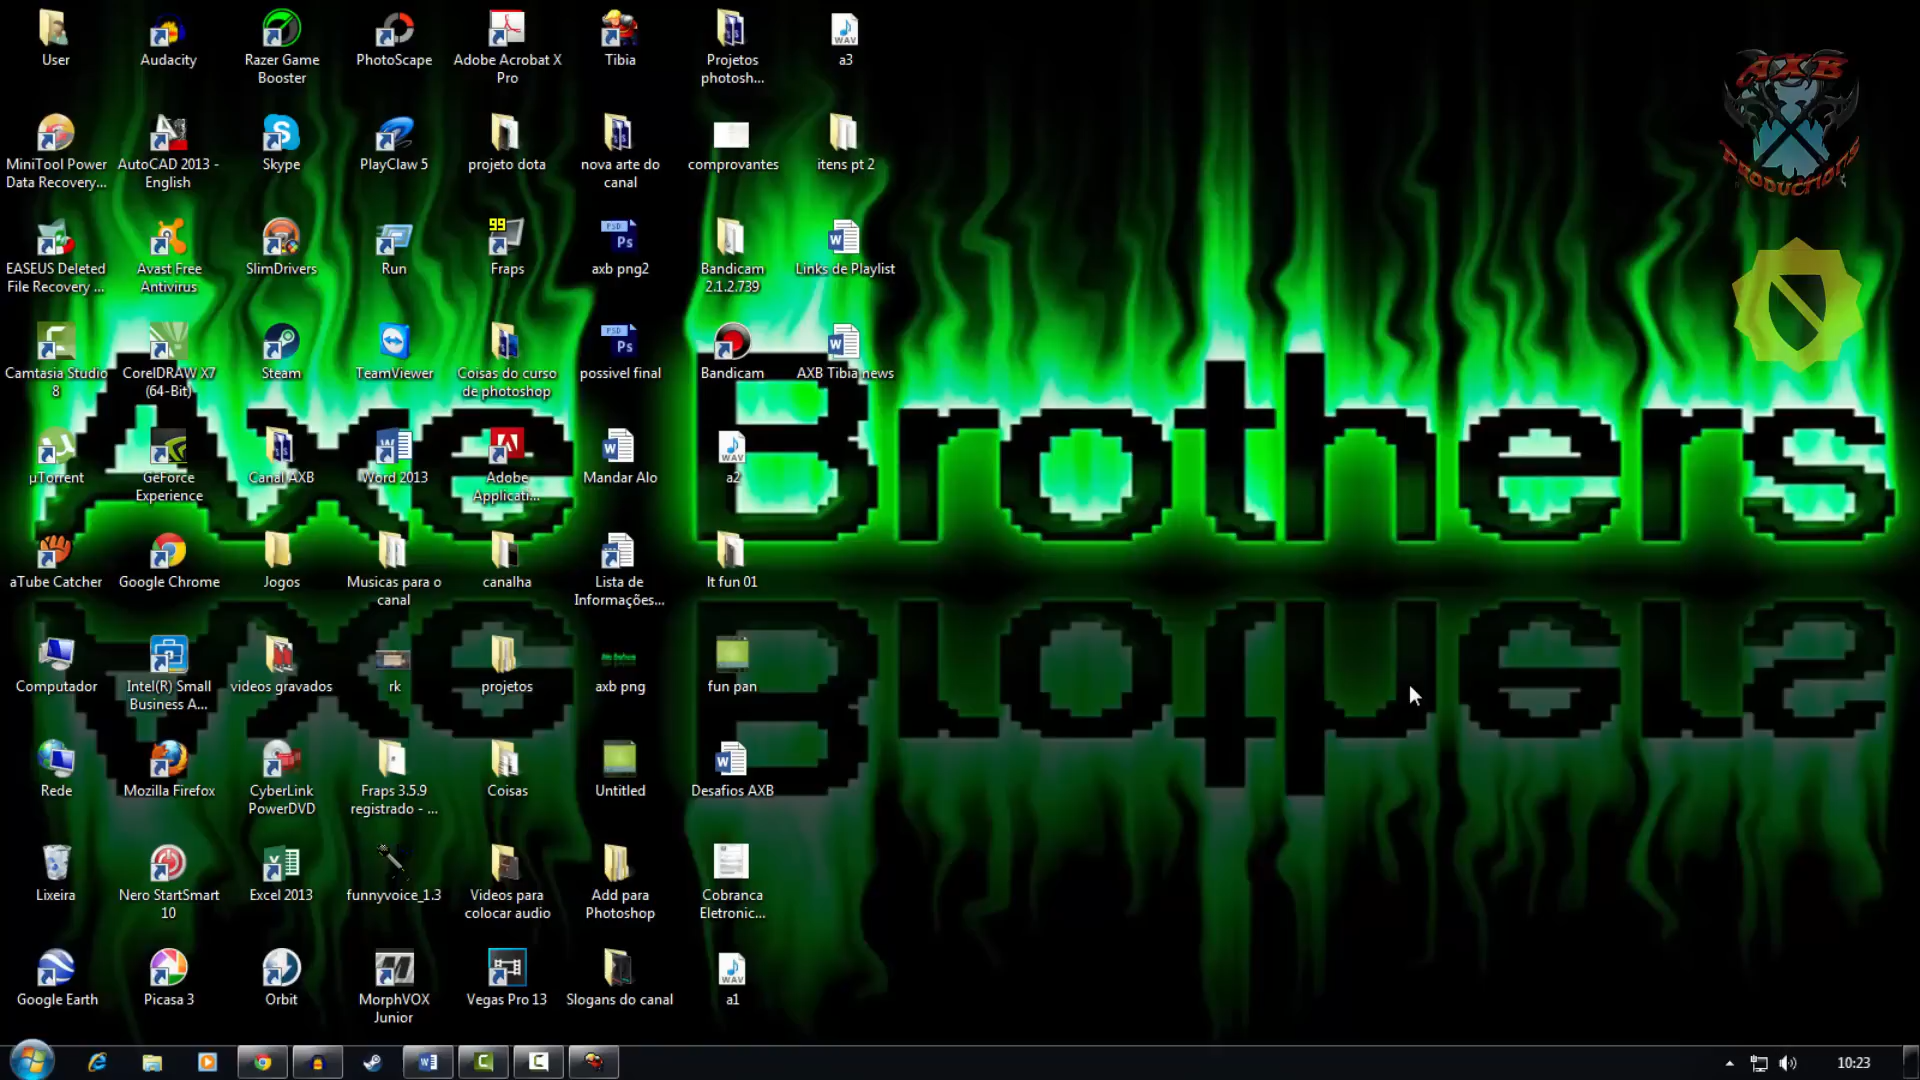 User
Audacity
Razer Game
Booster
PhotoScape
Adobe Acrobat X
Pro
Tibia
Projetos
photosh...
a3
MiniTool Power
Data Recovery...
AutoCAD 2013 -
English
Skype
PlayClaw 5
projeto dota
nova arte do
canal
comprovantes
itens pt 2
EASEUS Deleted
File Recovery ...
Avast Free
Antivirus
SlimDrivers
Run
99
Fraps
axb png2
Bandicam
2.1.2.739
Links de Playlist
Camtasia Studio
8
CorelDRAW X7
(64-Bit)
Steam
TeamViewer
Coisas do curso
de photoshop
possivel final
Bandicam
AXB Tibia news
µTorrent
GeForce
Experience
Canal AXB
Word 2013
Adobe
Applicati...
Mandar Alo
a2
aTube Catcher
Google Chrome
Jogos
Musicas para o
canal
canalha
Lista de
Informações...
It fun 01
Computador
Intel(R) Small
Business A...
videos gravados
rk
projetos
axb png
fun pan
Rede
Mozilla Firefox
CyberLink
PowerDVD
Fraps 3.5.9
registrado - ...
Coisas
Untitled
Desafios AXB
Lixeira
Nero StartSmart
10
Excel 2013
funnyvoice_1.3
Videos para
colocar audio
Add para
Photoshop
Cobranca
Eletronic...
Google Earth
Picasa 3
Orbit
MorphVOX
Junior
Vegas Pro 13
Slogans do canal
a1
Axe Brothers
AXB
PRODUCTIONS
10:23